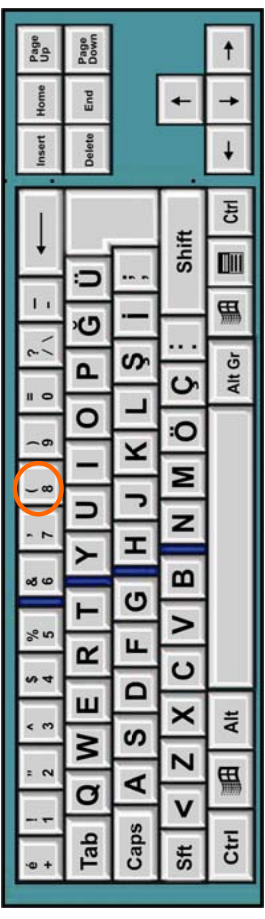 é ! " ^ $ % & ' ( ) = ? _ ← Insert Home Page Up
+ 1 2 3 4 5 6 7 8 9 0 / \ -
Tab Q W E R T Y U I O P Ğ Ü Delete End Page Down
Caps A S D F G H J K L Ş İ ; ,
Sft < Z X C V B N M Ö Ç : . Shift ↑
Ctrl Alt Alt Gr Ctrl ← ↓ →